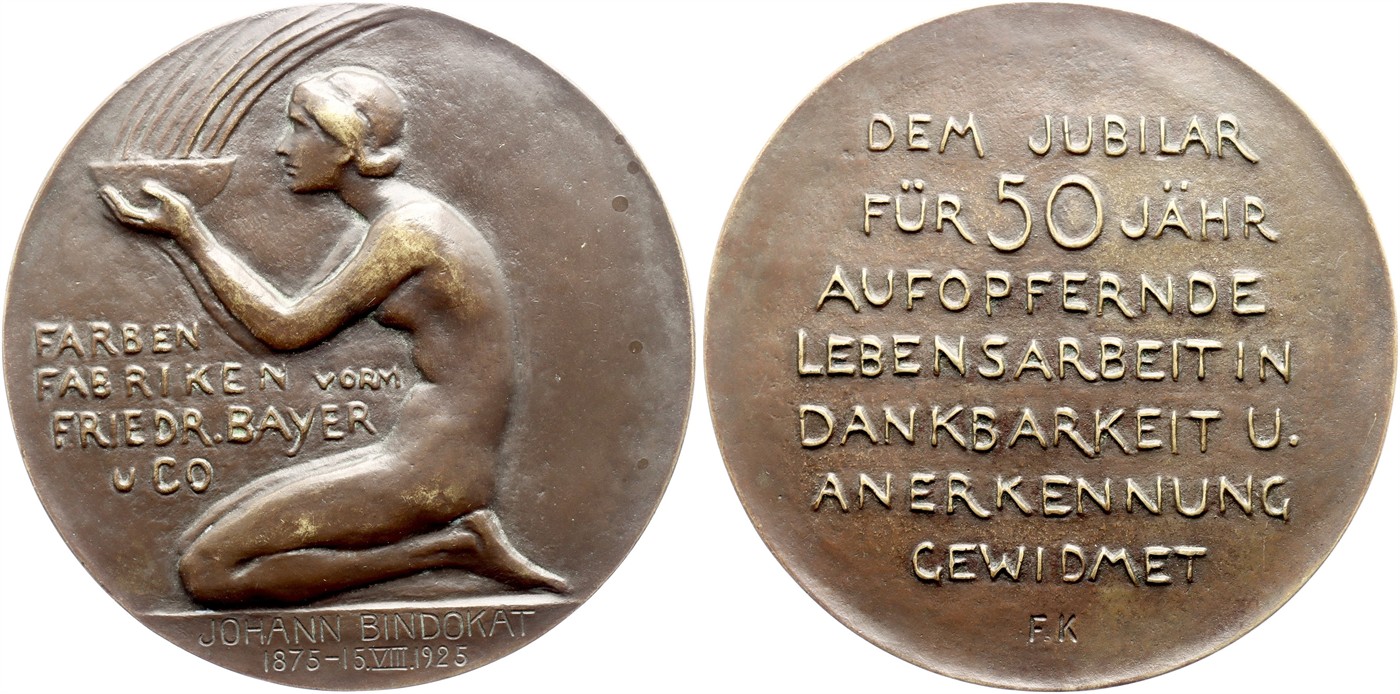 FARBEN
FABRIKEN VORM
FRIEDR. BAYER
U CO
JOHANN BINDOKAT
1875-15.VIII.1925
DEM JUBILAR
FÜR 50 JÄHR
AUFOPFERNDE
LEBENSARBEIT IN
DANKBARKEIT U.
ANERKENNUNG
GEWIDMET
F.K